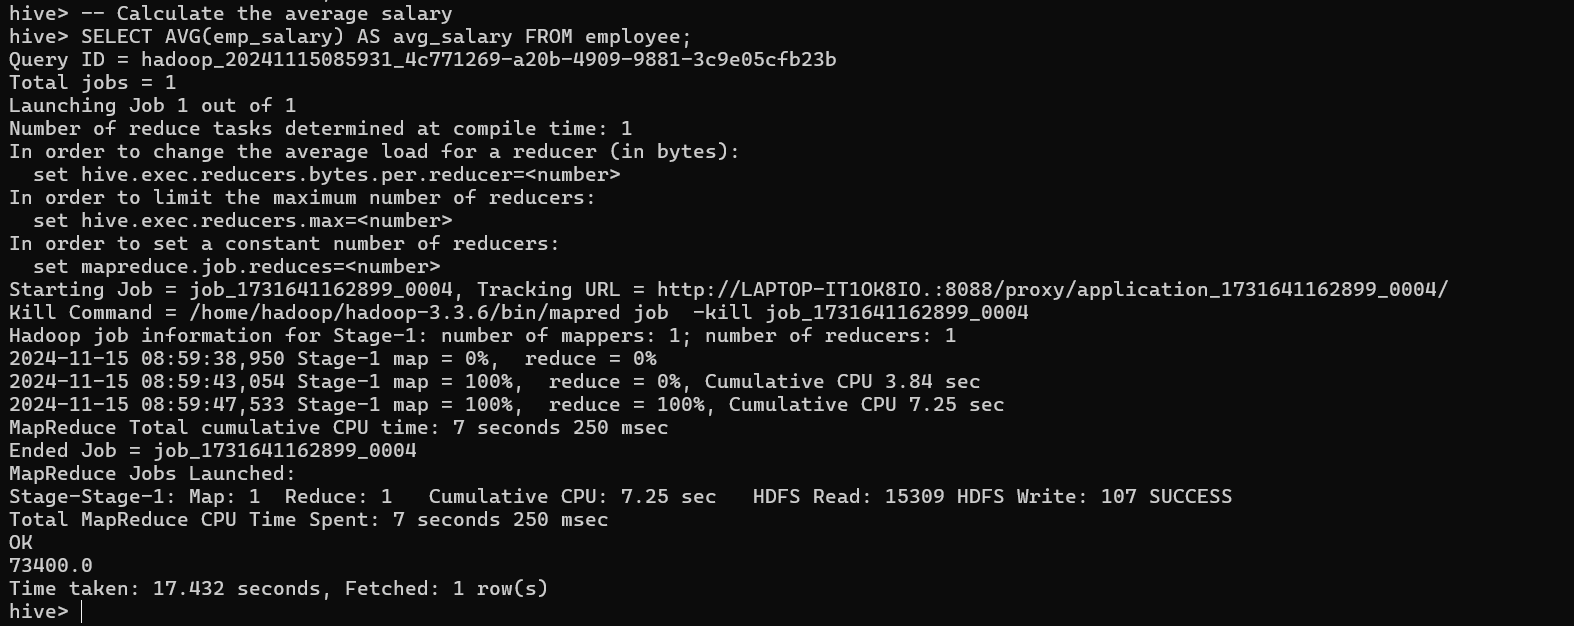 hive> -- Calculate the average salary
hive> SELECT AVG(emp_salary) AS avg_salary FROM employee;
Query ID = hadoop_20241115085931_4c771269-a20b-4909-9881-3c9e05cfb23b
Total jobs = 1
Launching Job 1 out of 1
Number of reduce tasks determined at compile time: 1
In order to change the average load for a reducer (in bytes):
  set hive.exec.reducers.bytes.per.reducer=<number>
In order to limit the maximum number of reducers:
  set hive.exec.reducers.max=<number>
In order to set a constant number of reducers:
  set mapreduce.job.reduces=<number>
Starting Job = job_1731641162899_0004, Tracking URL = http://LAPTOP-IT1OK8IO.:8088/proxy/application_1731641162899_0004/
Kill Command = /home/hadoop/hadoop-3.3.6/bin/mapred job  -kill job_1731641162899_0004
Hadoop job information for Stage-1: number of mappers: 1; number of reducers: 1
2024-11-15 08:59:38,950 Stage-1 map = 0%,  reduce = 0%
2024-11-15 08:59:43,054 Stage-1 map = 100%,  reduce = 0%, Cumulative CPU 3.84 sec
2024-11-15 08:59:47,533 Stage-1 map = 100%,  reduce = 100%, Cumulative CPU 7.25 sec
MapReduce Total cumulative CPU time: 7 seconds 250 msec
Ended Job = job_1731641162899_0004
MapReduce Jobs Launched:
Stage-Stage-1: Map: 1  Reduce: 1   Cumulative CPU: 7.25 sec   HDFS Read: 15309 HDFS Write: 107 SUCCESS
Total MapReduce CPU Time Spent: 7 seconds 250 msec
OK
73400.0
Time taken: 17.432 seconds, Fetched: 1 row(s)
hive>